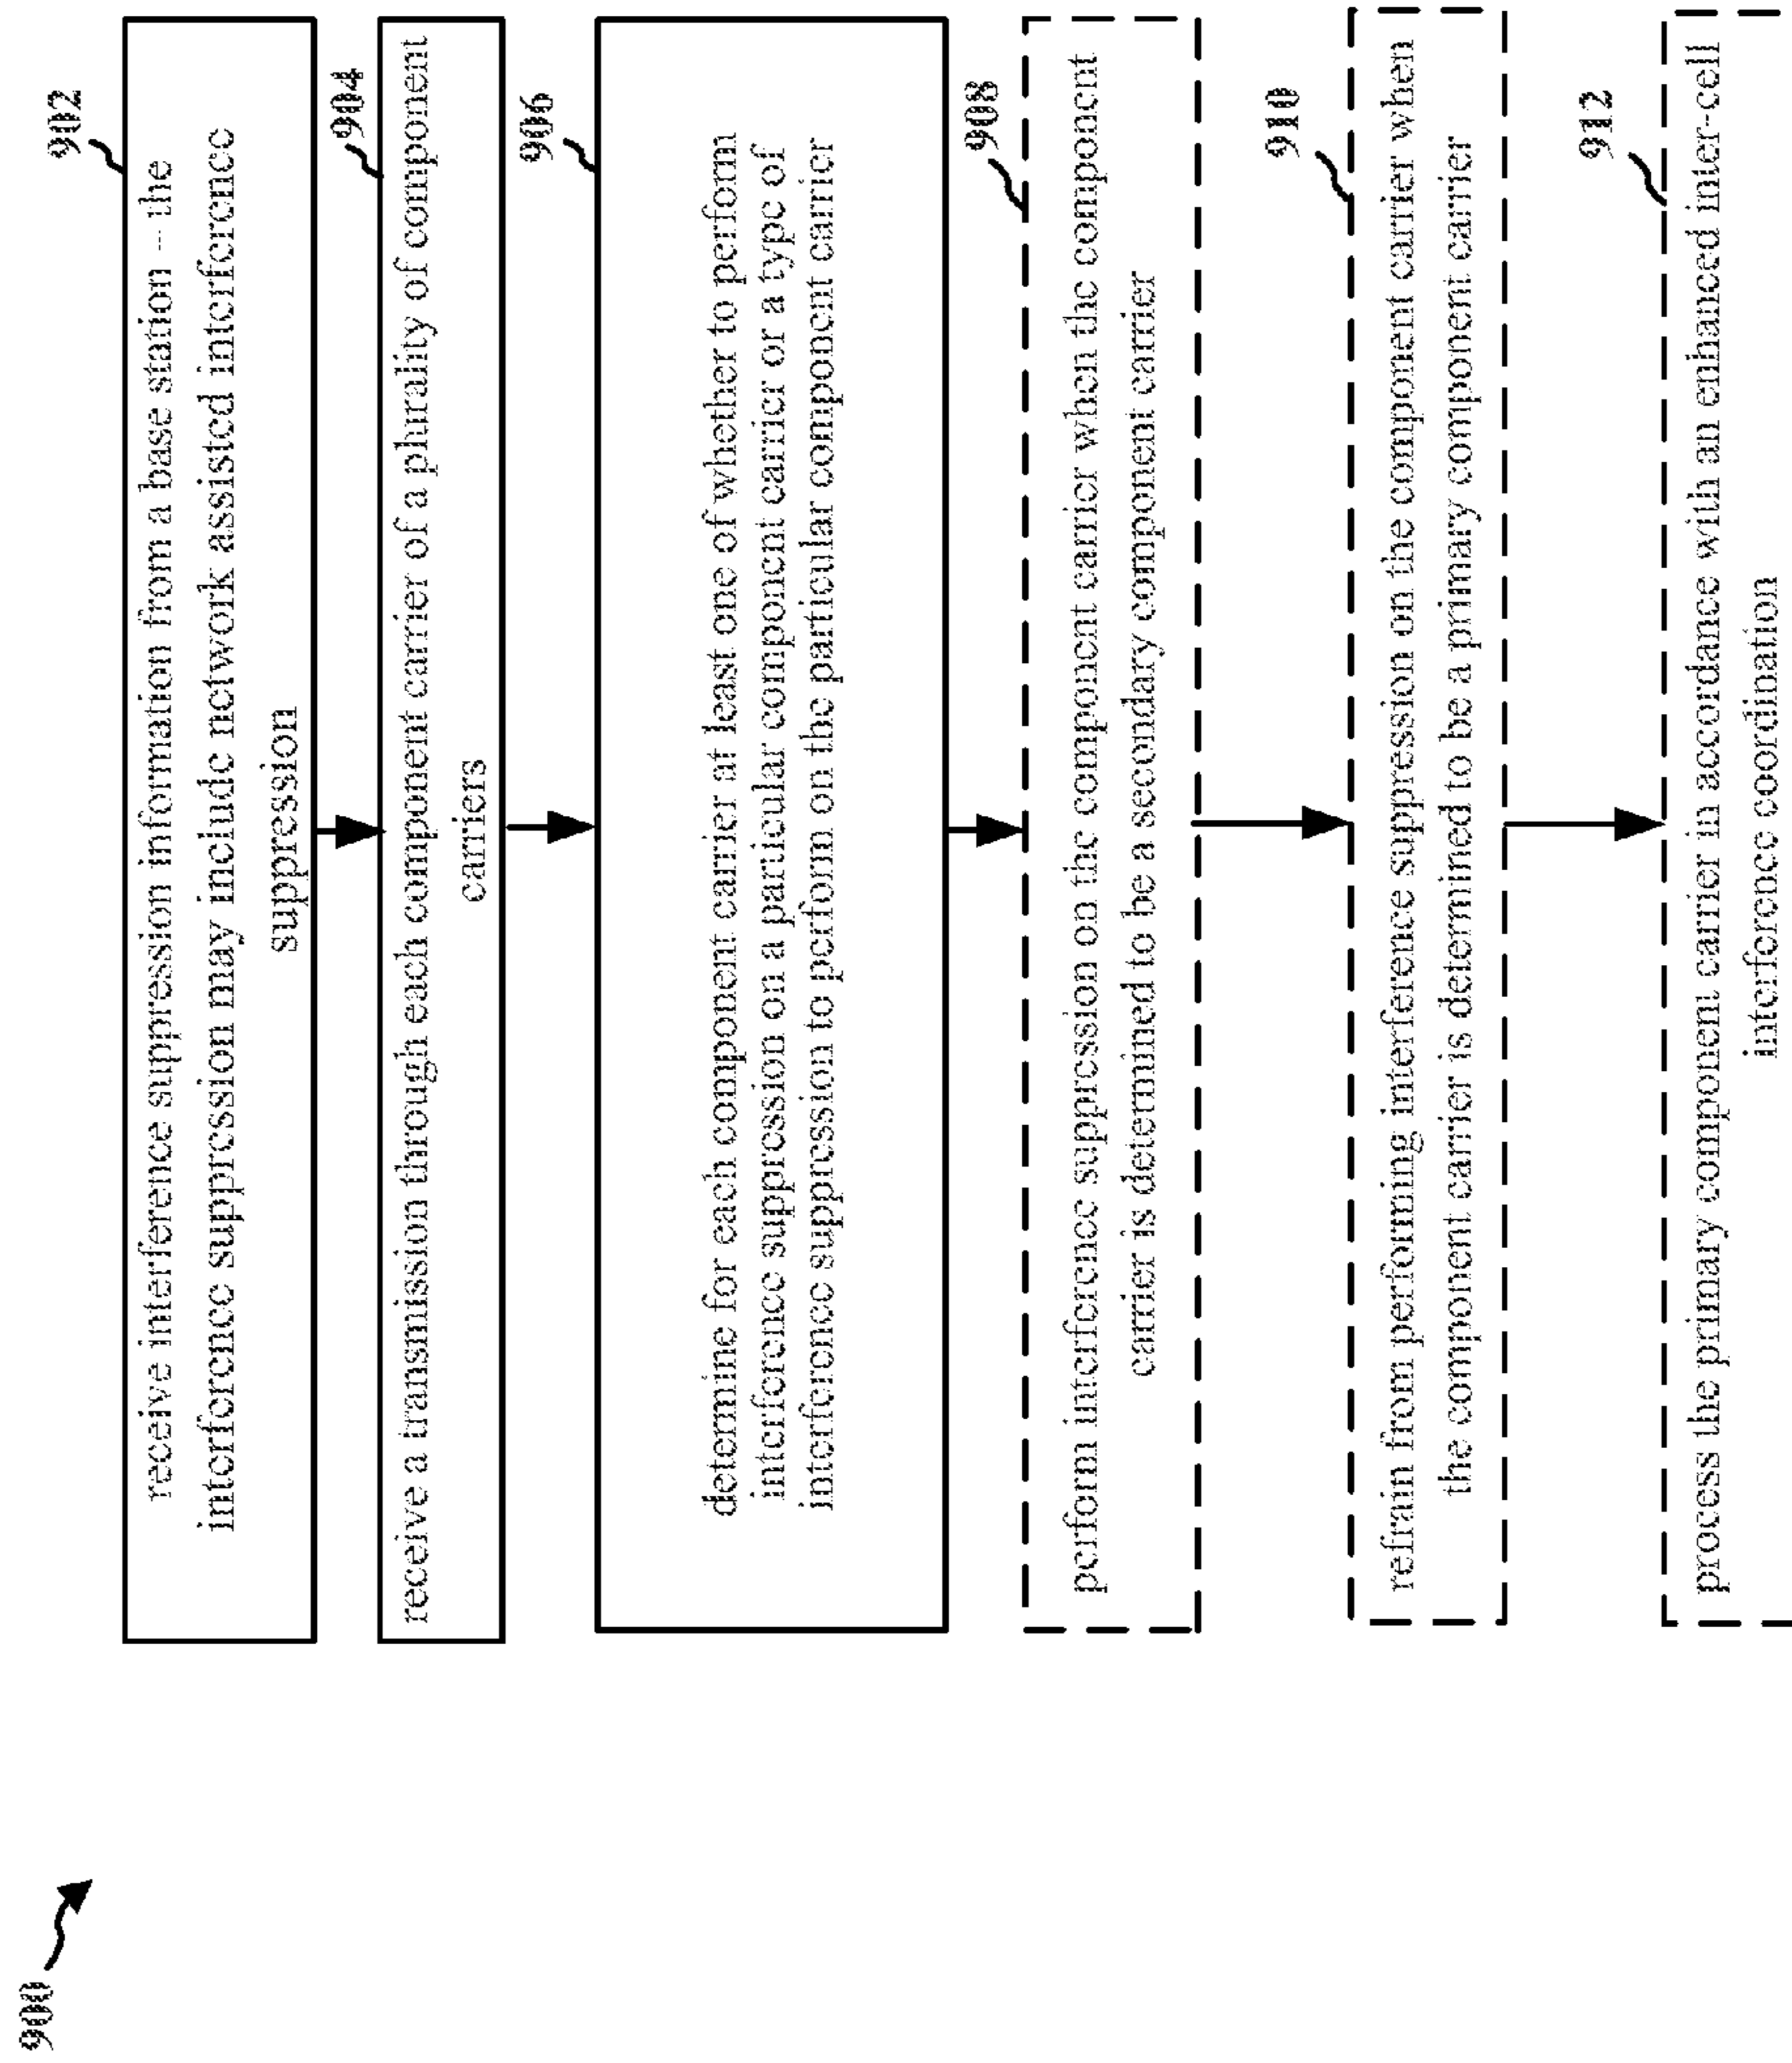 900
902
receive interference suppression information from a base station – the
interference suppression may include network assisted interference
suppression
904
receive a transmission through each component carrier of a plurality of component
carriers
906
determine for each component carrier at least one of whether to perform
interference suppression on a particular component carrier or a type of
interference suppression to perform on the particular component carrier
908
perform interference suppression on the component carrier when the component
carrier is determined to be a secondary component carrier
910
refrain from performing interference suppression on the component carrier when
the component carrier is determined to be a primary component carrier
912
process the primary component carrier in accordance with an enhanced inter-cell
interference coordination